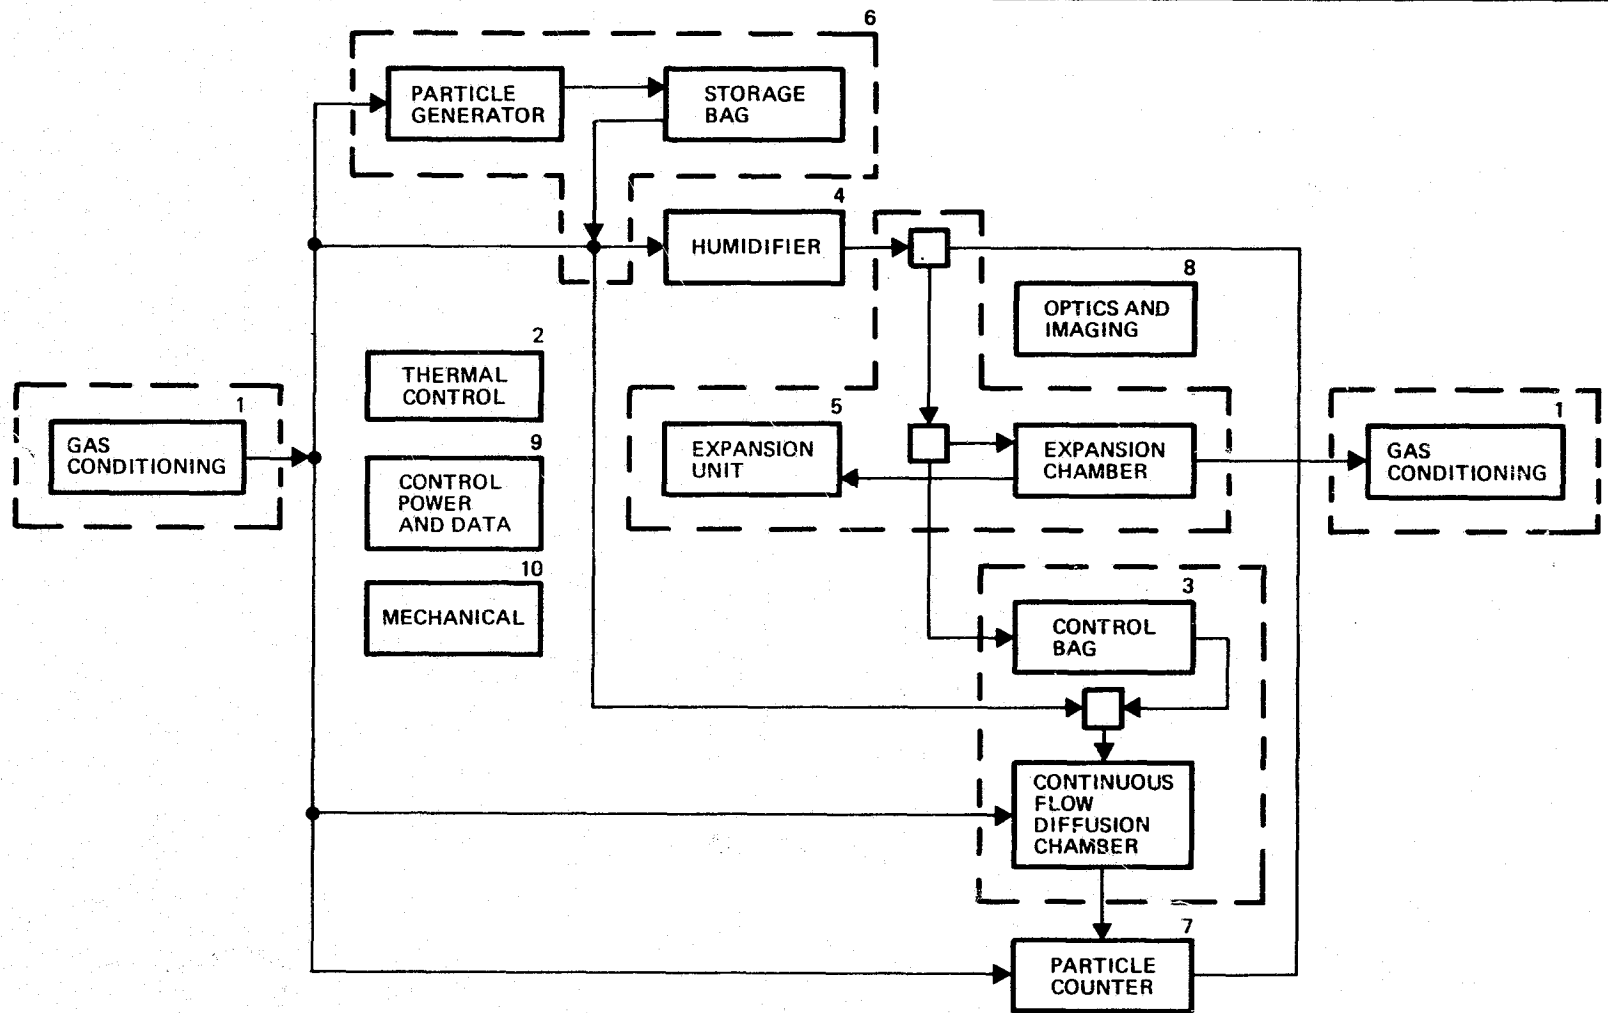 6
PARTICLE
GENERATOR
STORAGE
BAG
4
HUMIDIFIER
8
OPTICS AND
IMAGING
2
THERMAL
CONTROL
1
GAS
CONDITIONING
9
CONTROL
POWER
AND DATA
5
EXPANSION
UNIT
EXPANSION
CHAMBER
1
GAS
CONDITIONING
10
MECHANICAL
3
CONTROL
BAG
CONTINUOUS
FLOW
DIFFUSION
CHAMBER
7
PARTICLE
COUNTER